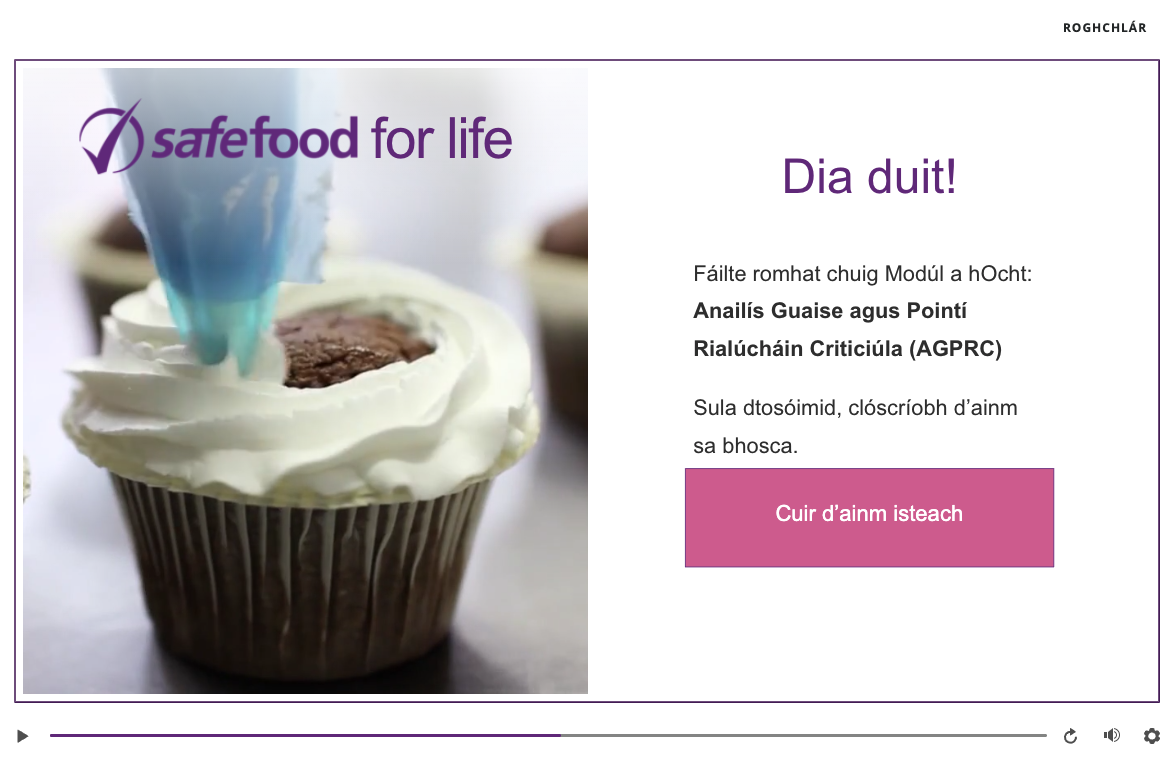 ROGHCHLÁR
safefood for life
Dia duit!
Fáilte romhat chuig Modúl a hOcht:
Anailís Guaise agus Pointí
Rialúcháin Criticiúla (AGPRC)
Sula dtosóimid, clóscríobh d’ainm
sa bhosca.
Cuir d’ainm isteach